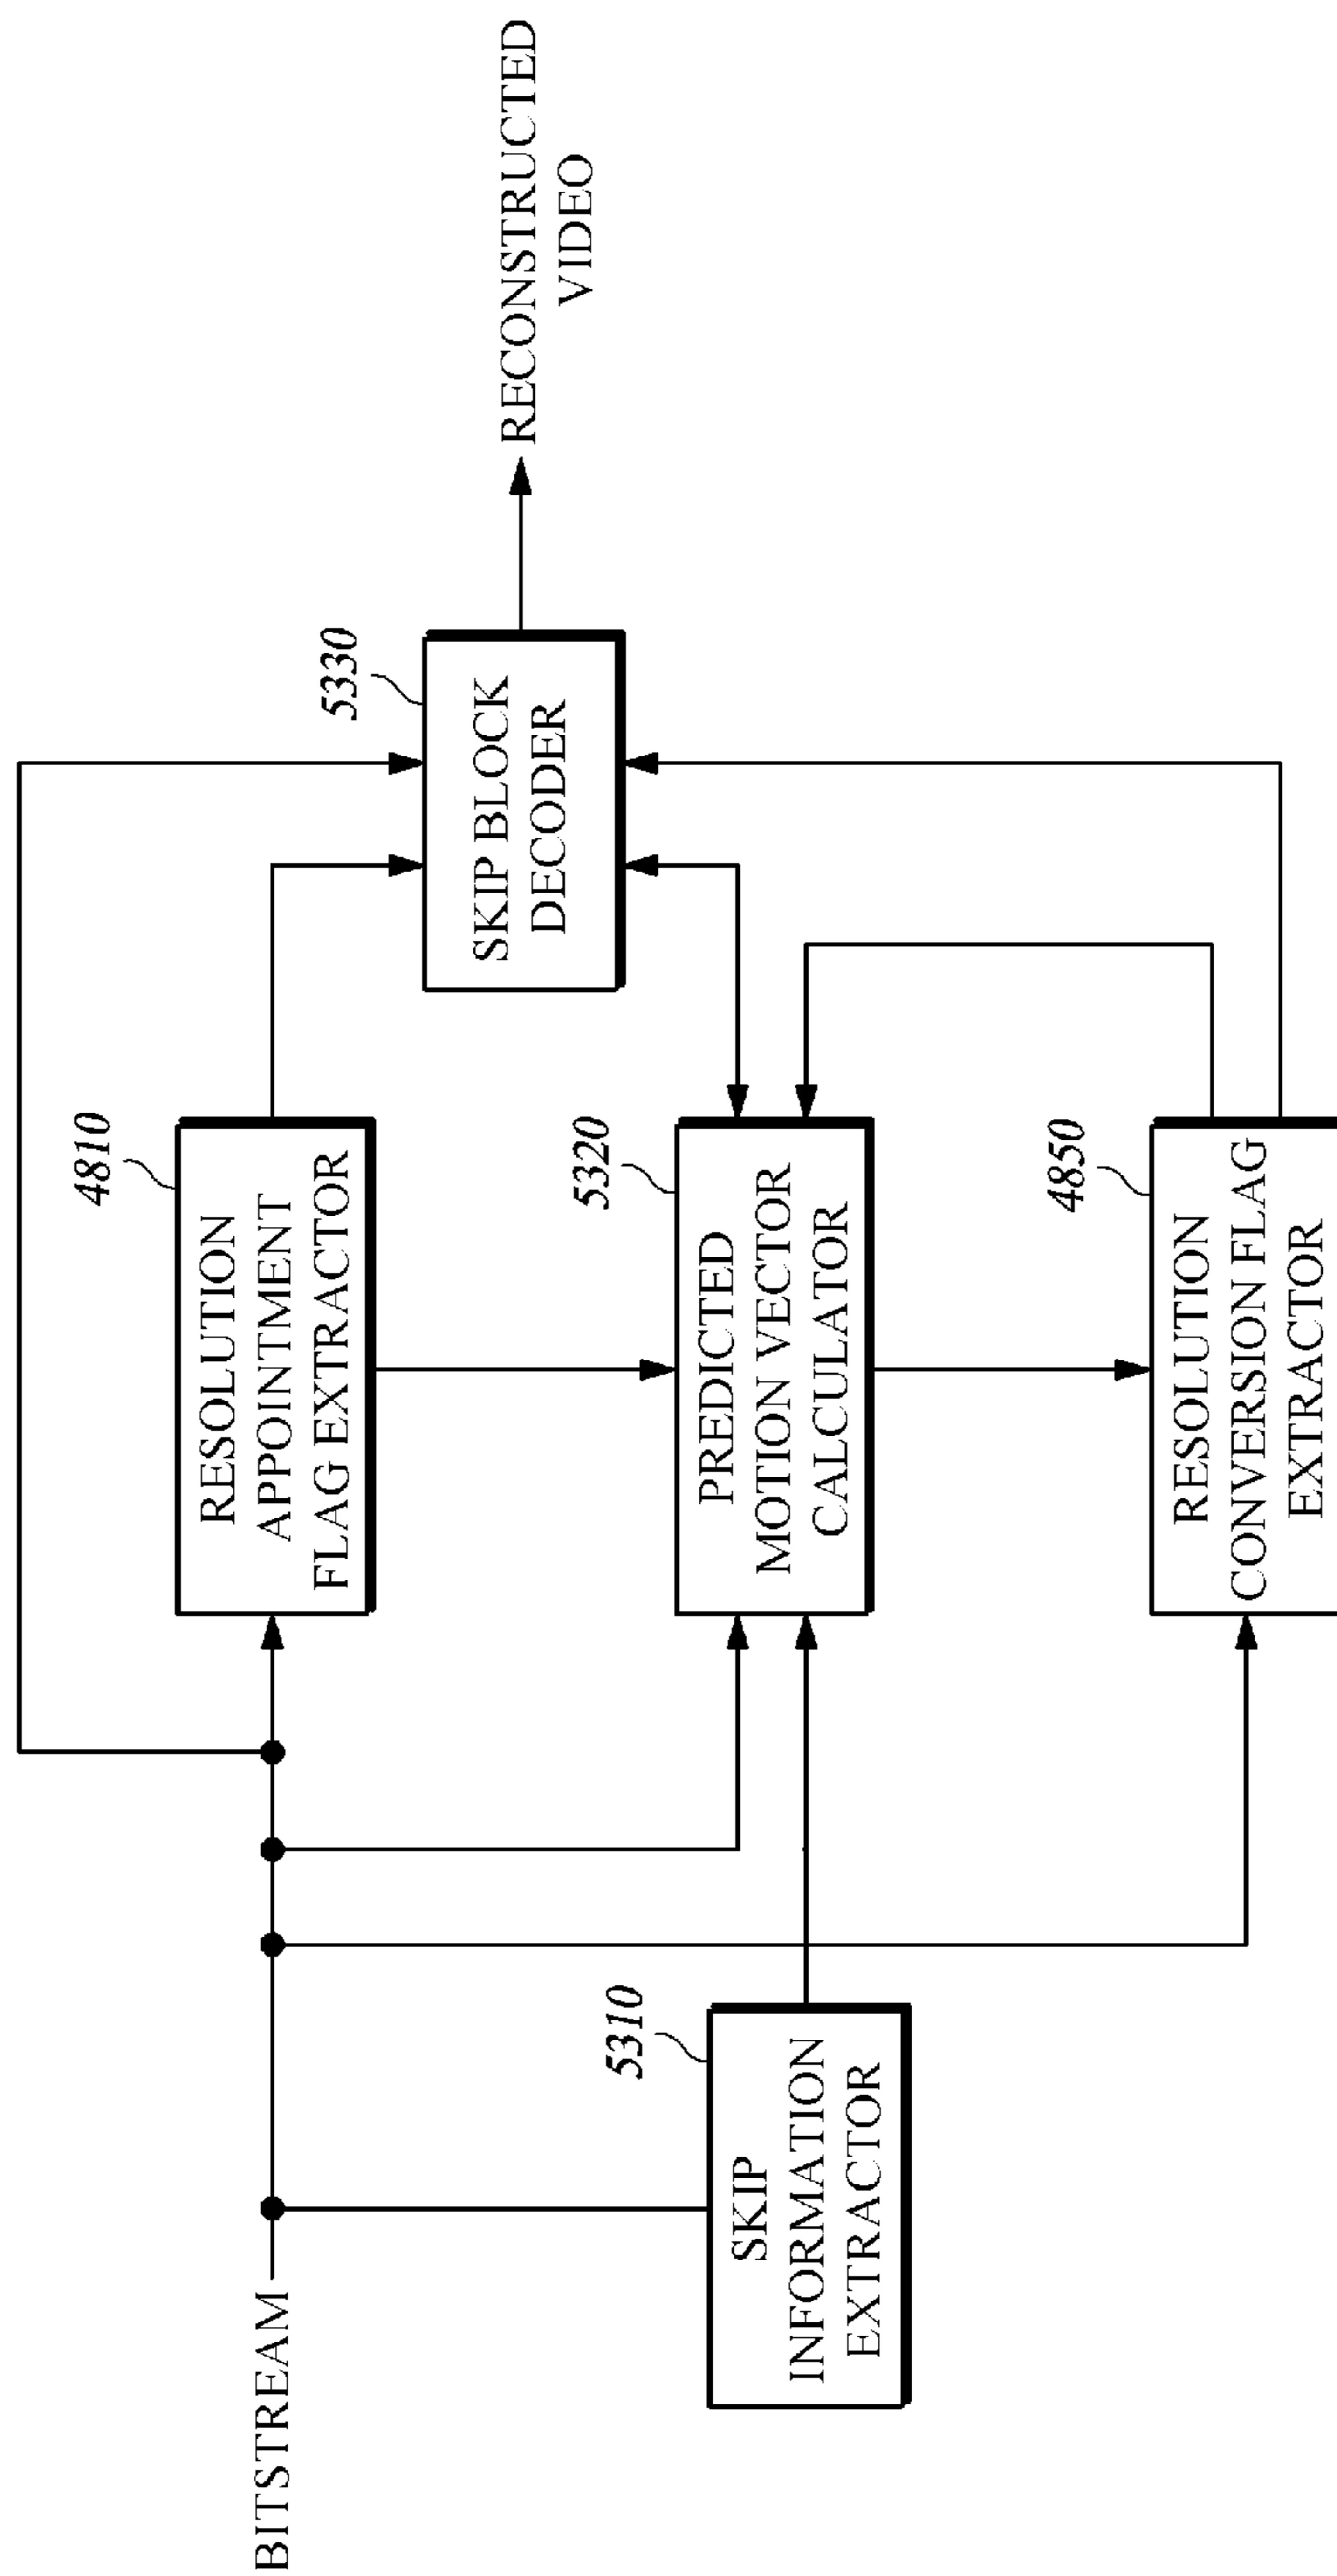 BITSTREAM
4810
RESOLUTION
APPOINTMENT
FLAG EXTRACTOR
5330
SKIP BLOCK
DECODER
RECONSTRUCTED
VIDEO
5310
SKIP
INFORMATION
EXTRACTOR
5320
PREDICTED
MOTION VECTOR
CALCULATOR
4850
RESOLUTION
CONVERSION FLAG
EXTRACTOR